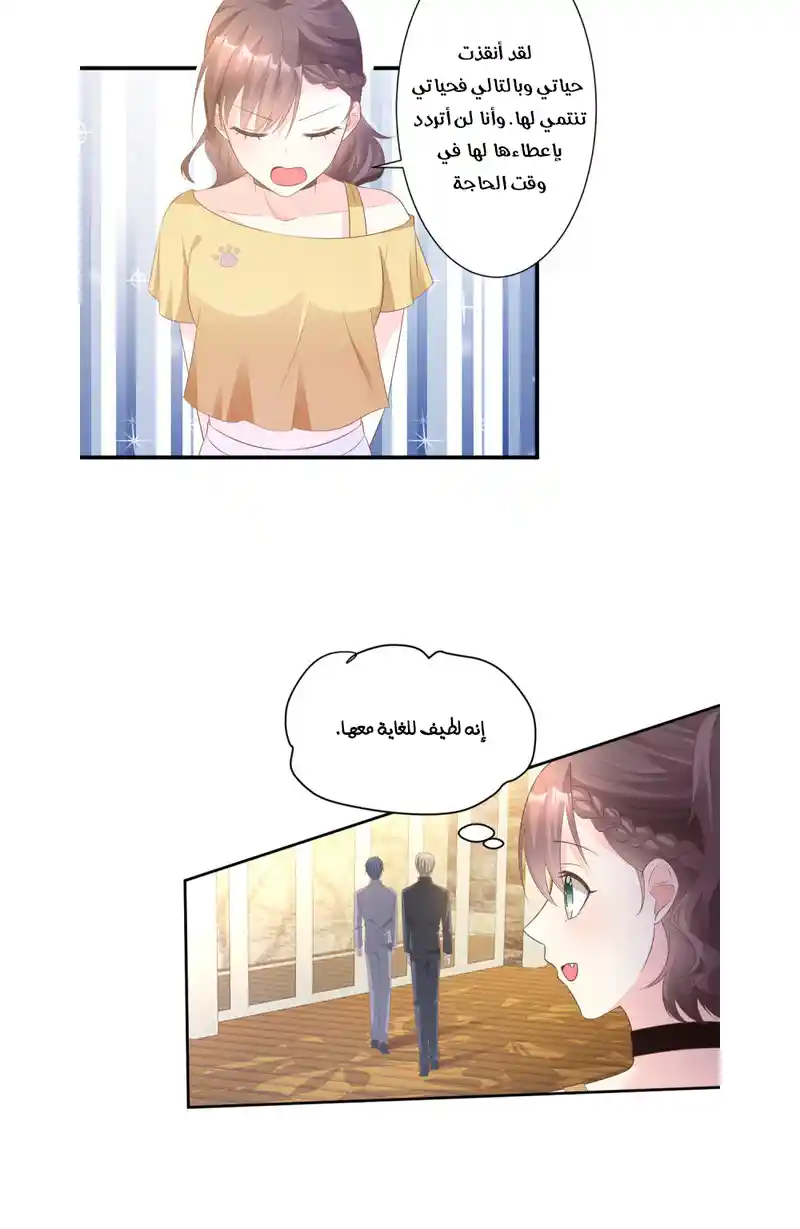 لقد أنقذت
حياتي وبالتالي فحياتي
تنتمي لها. وأنا لن أتردد
بإعطاءها لها في
وقت الحاجة
إنه لطيف للغاية معها.